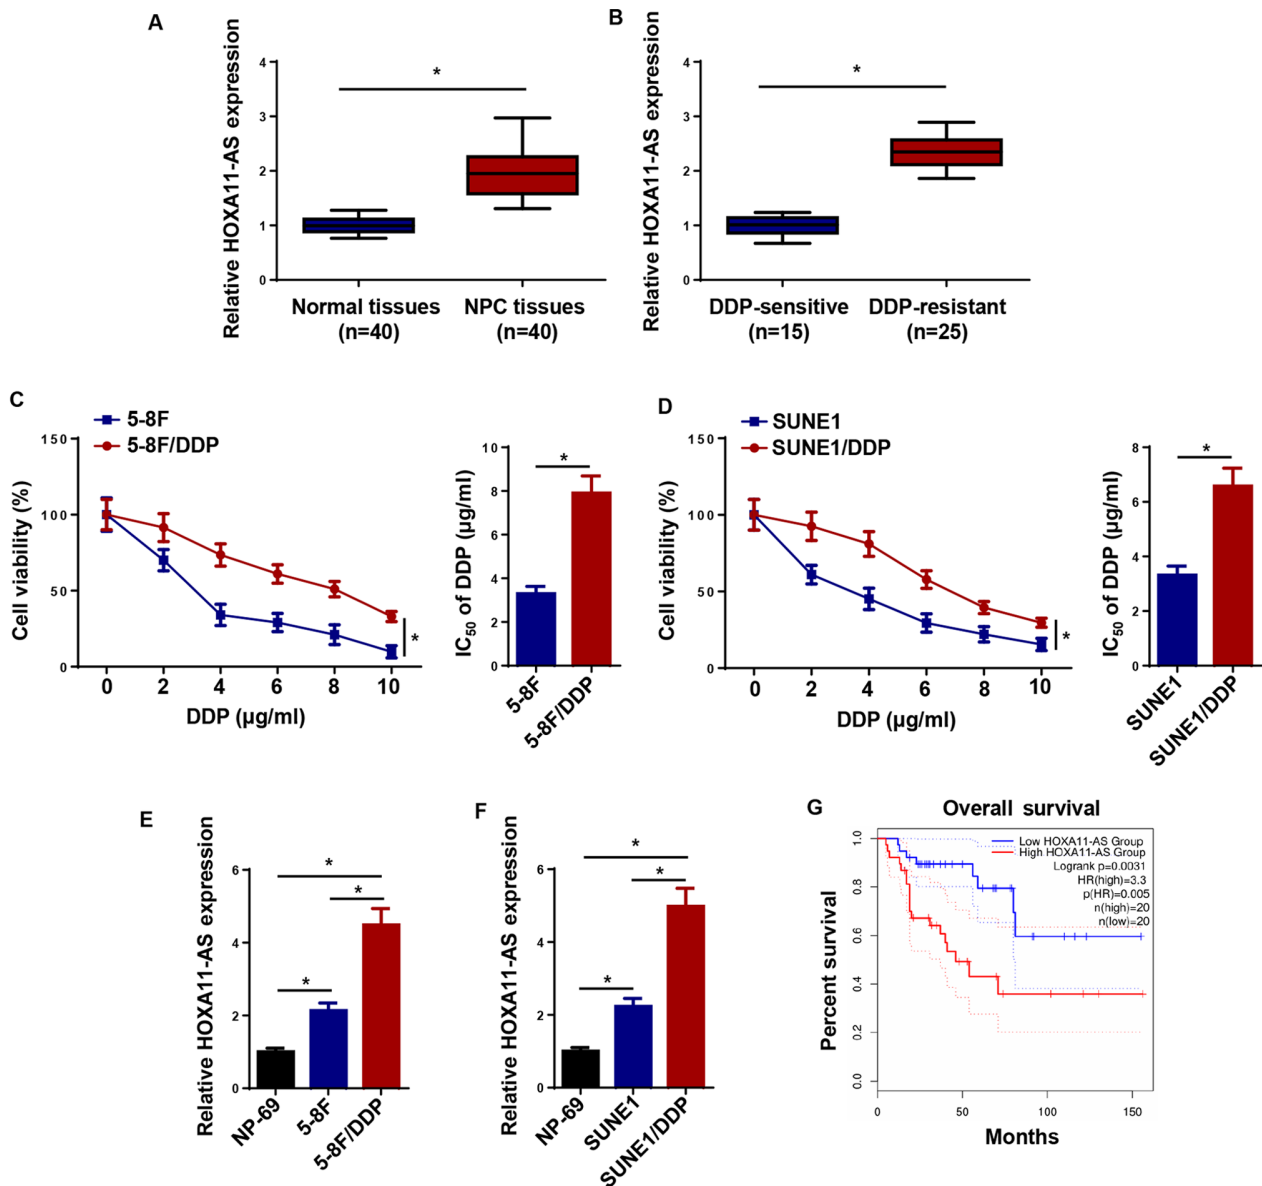 A
Relative HOXA11-AS expression
4
3
2
1
0
*
Normal tissues
(n=40)
NPC tissues
(n=40)
B
Relative HOXA11-AS expression
4
3
2
1
0
*
DDP-sensitive
(n=15)
DDP-resistant
(n=25)
C
5-8F
5-8F/DDP
Cell viability (%)
150
100
50
0
*
0 2 4 6 8 10
DDP (µg/ml)
IC50 of DDP (µg/ml)
10
8
6
4
2
0
*
5-8F
5-8F/DDP
D
SUNE1
SUNE1/DDP
Cell viability (%)
150
100
50
0
*
0 2 4 6 8 10
DDP (µg/ml)
IC50 of DDP (µg/ml)
8
6
4
2
0
*
SUNE1
SUNE1/DDP
E
Relative HOXA11-AS expression
6
4
2
0
*
*
*
NP-69
5-8F
5-8F/DDP
F
Relative HOXA11-AS expression
6
4
2
0
*
*
*
NP-69
SUNE1
SUNE1/DDP
G
Overall survival
Percent survival
1.0
0.8
0.6
0.4
0.2
0.0
Low HOXA11-AS Group
High HOXA11-AS Group
Logrank p=0.0031
HR(high)=3.3
p(HR)=0.005
n(high)=20
n(low)=20
0 50 100 150
Months